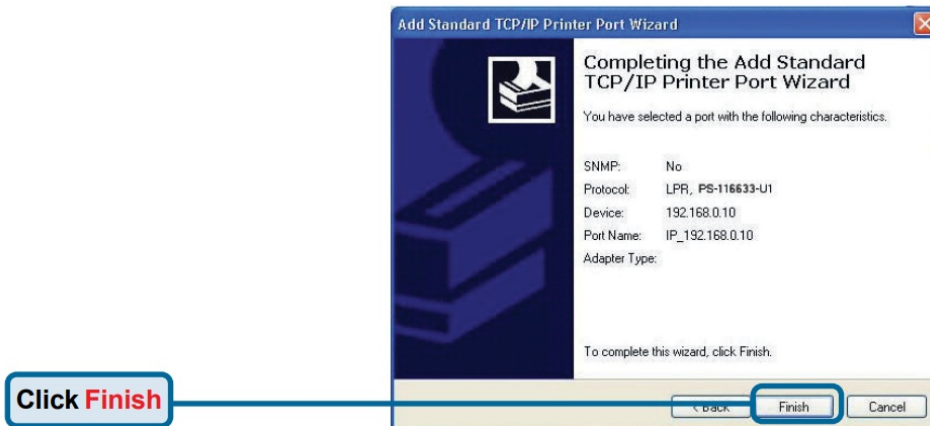 Add Standard TCP/IP Printer Port Wizard
Completing the Add Standard
TCP/IP Printer Port Wizard
You have selected a port with the following characteristics.
SNMP: No
Protocol: LPR, PS-116633-U1
Device: 192.168.0.10
Port Name: IP_192.168.0.10
Adapter Type:
To complete this wizard, click Finish.
Click Finish
< Back Finish Cancel